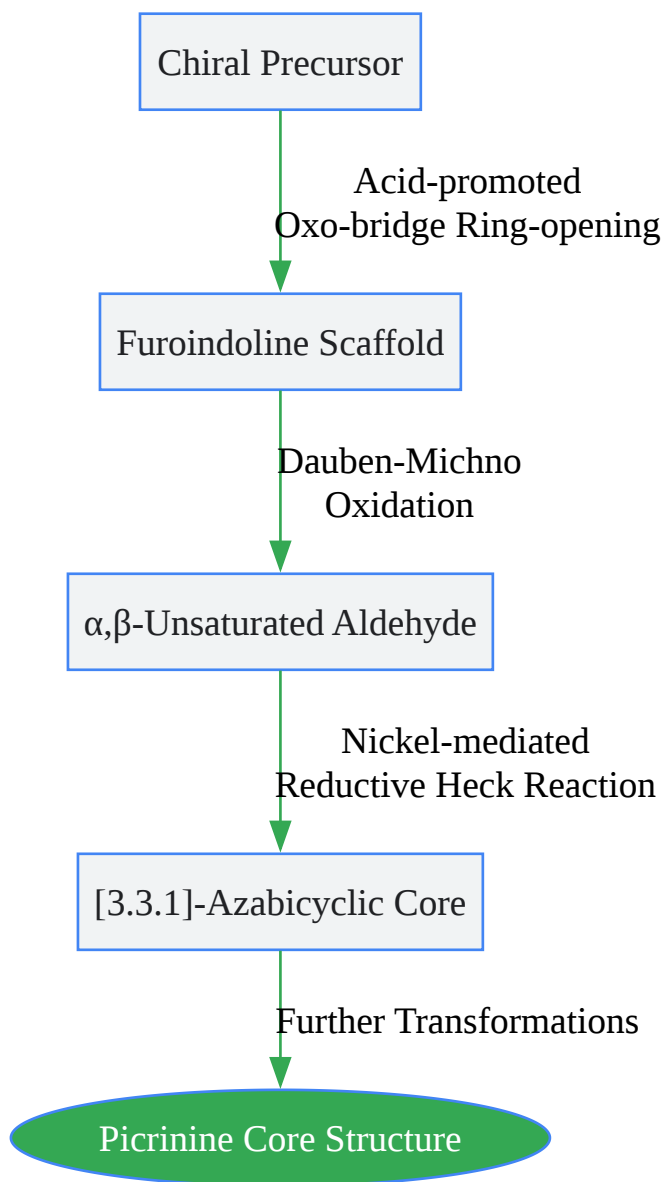 Chiral Precursor
Acid-promoted
Oxo-bridge Ring-opening
Furoindoline Scaffold
Dauben-Michno
Oxidation
α,β-Unsaturated Aldehyde
Nickel-mediated
Reductive Heck Reaction
[3.3.1]-Azabicyclic Core
Further Transformations
Picrinine Core Structure